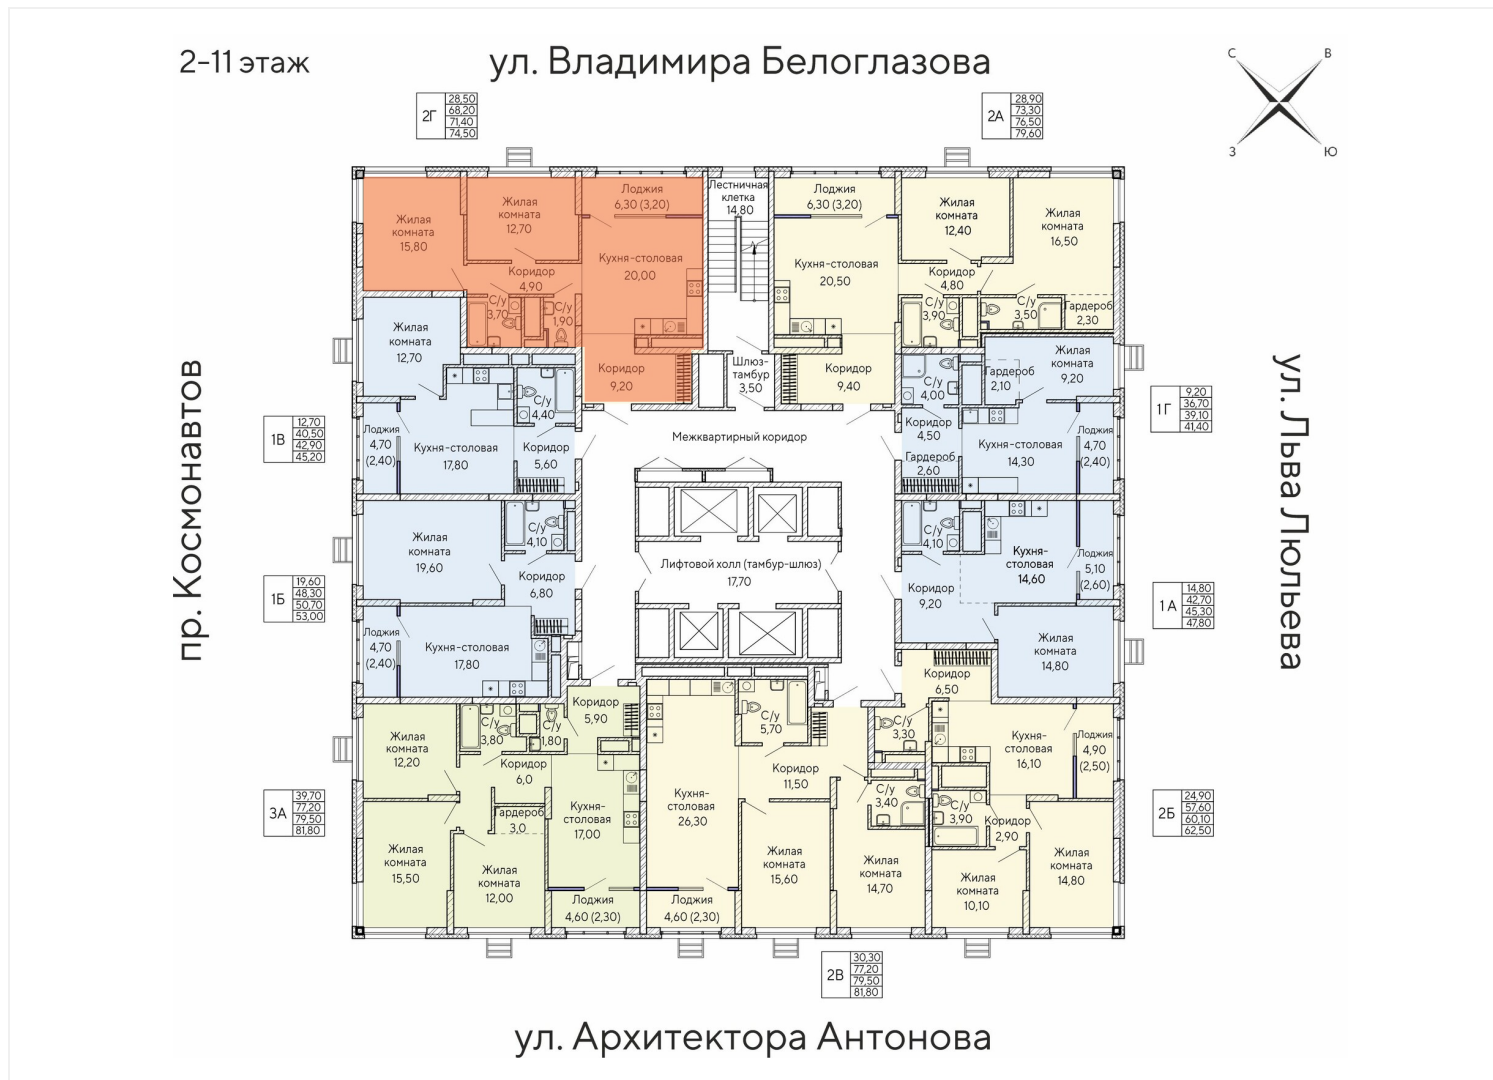 2-11 этаж
ул. Владимира Белоглазова
С
В
З
Ю
2Г
28,50
68,20
71,40
74,50
2А
28,90
73,30
76,50
79,60
Жилая
комната
15,80
Жилая
комната
12,70
Лоджия
6,30 (3,20)
Лестничная
клетка
14,80
Лоджия
6,30 (3,20)
Жилая
комната
12,40
Жилая
комната
16,50
Кухня-столовая
20,00
Коридор
4,90
С/у
3,70
С/у
1,90
Коридор
9,20
Шлюз-
тамбур
3,50
Кухня-столовая
20,50
Коридор
4,80
С/у
3,90
С/у
3,50
Гардероб
2,30
Коридор
9,40
пр. Космонавтов
ул. Льва Люльева
1В
12,70
40,50
42,90
45,20
Жилая
комната
12,70
С/у
4,40
Лоджия
4,70
(2,40)
Кухня-столовая
17,80
Коридор
5,60
Межквартирный коридор
С/у
4,00
Гардероб
2,10
Жилая
комната
9,20
Коридор
4,50
Гардероб
2,60
Кухня-столовая
14,30
Лоджия
4,70
(2,40)
1Г
9,20
36,70
39,10
41,40
1Б
19,60
48,30
50,70
53,00
Жилая
комната
19,60
С/у
4,10
Коридор
6,80
Лоджия
4,70
(2,40)
Кухня-столовая
17,80
Лифтовой холл (тамбур-шлюз)
17,70
С/у
4,10
Кухня-
столовая
14,60
Лоджия
5,10
(2,60)
Коридор
9,20
Жилая
комната
14,80
1А
14,80
42,70
45,30
47,80
3А
39,70
77,20
79,50
81,80
Жилая
комната
12,20
С/у
3,80
С/у
1,80
Коридор
5,90
Коридор
6,0
Гардероб
3,0
Кухня-
столовая
17,00
Жилая
комната
15,50
Жилая
комната
12,00
Лоджия
4,60 (2,30)
Кухня-
столовая
26,30
С/у
5,70
Коридор
11,50
Жилая
комната
15,60
С/у
3,40
Жилая
комната
14,70
Лоджия
4,60 (2,30)
Коридор
6,50
С/у
3,30
Кухня-
столовая
16,10
Лоджия
4,90
(2,50)
С/у
3,90
Коридор
2,90
Жилая
комната
10,10
Жилая
комната
14,80
2Б
24,90
57,60
60,10
62,50
2В
30,30
77,20
79,50
81,80
ул. Архитектора Антонова